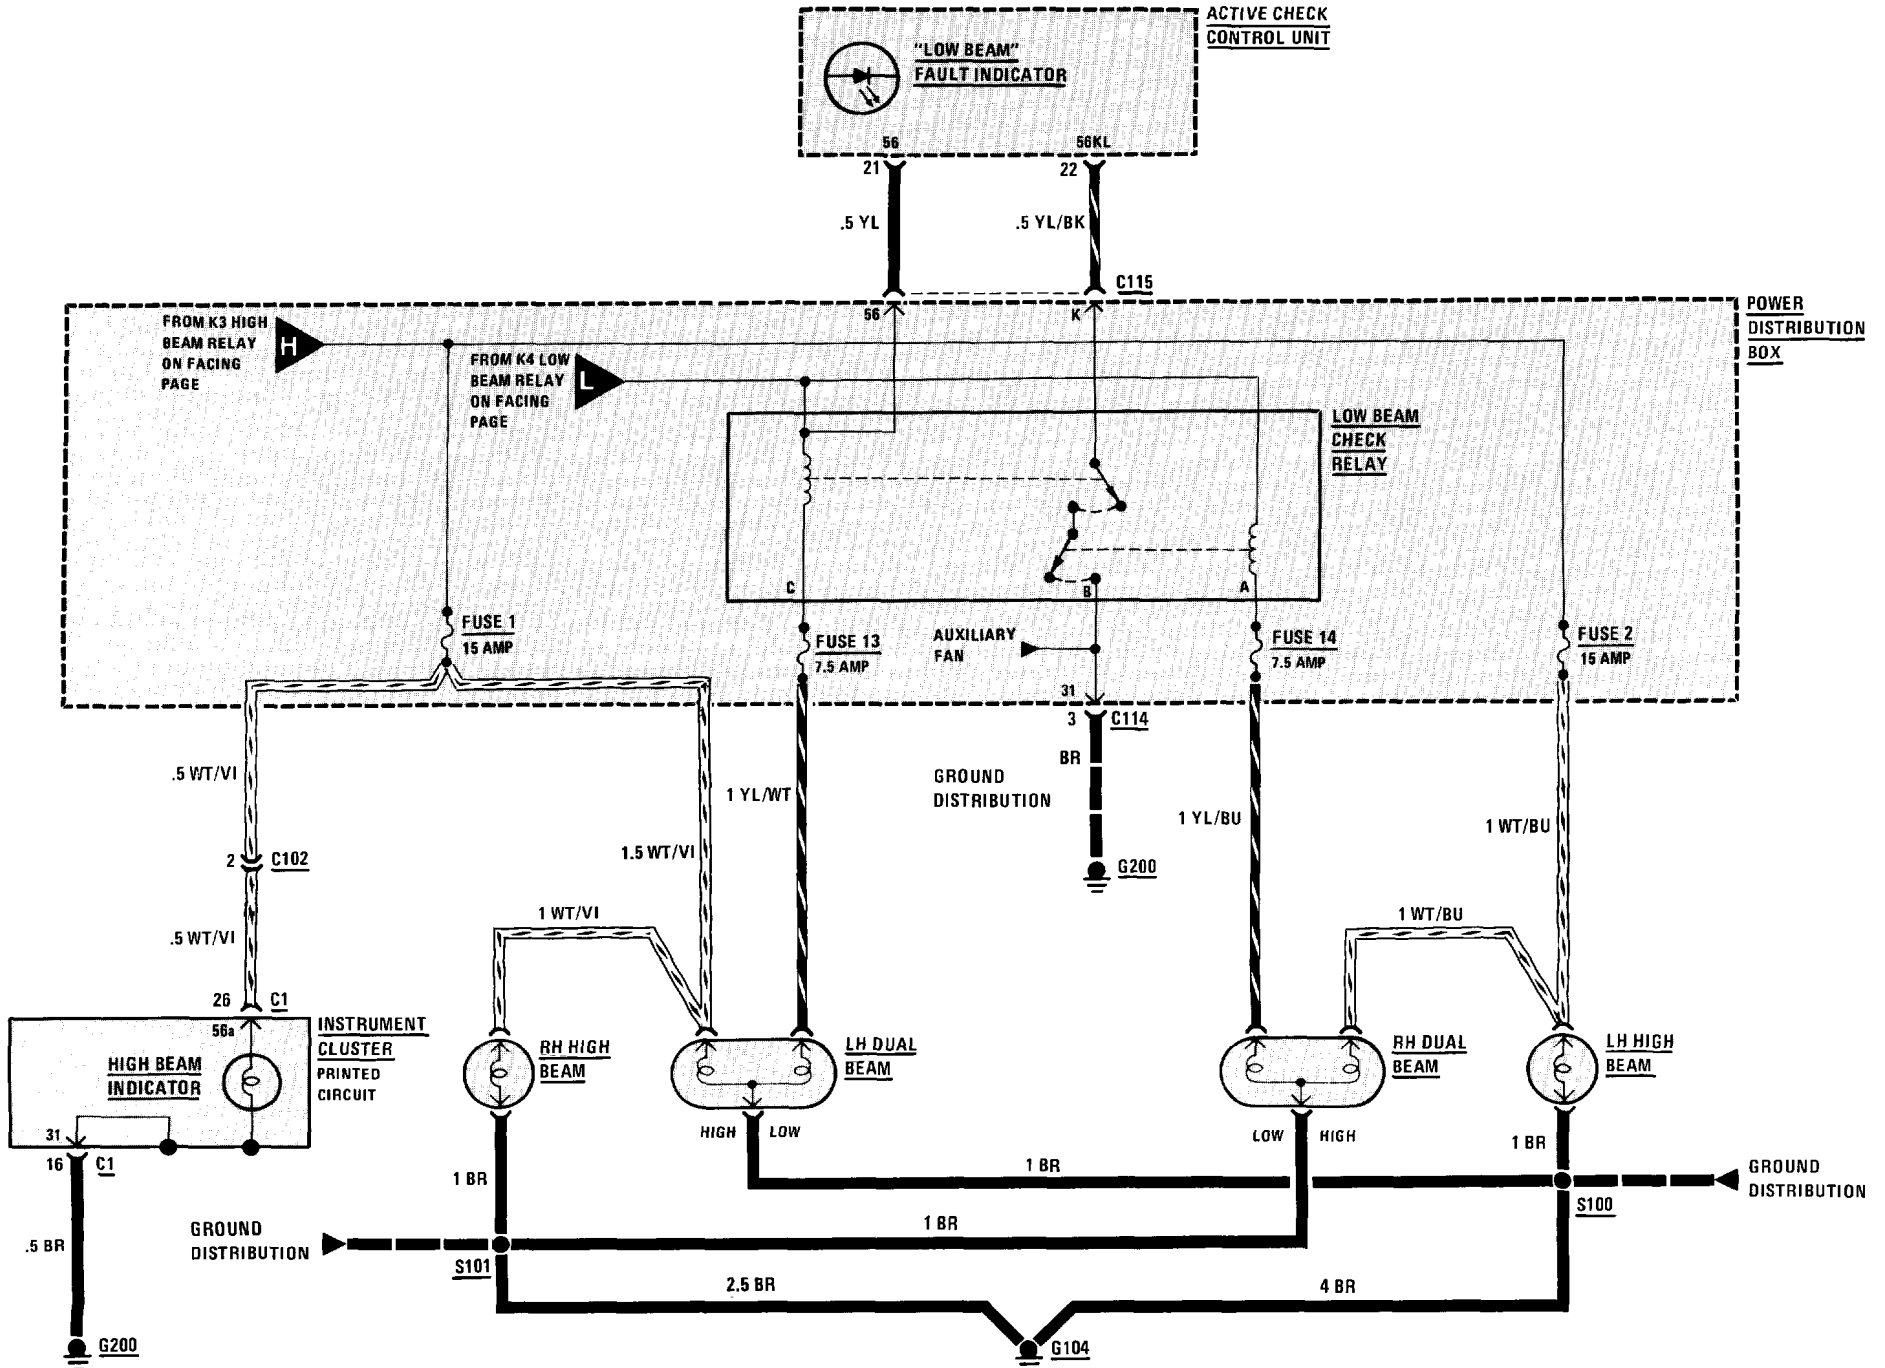 ACTIVE CHECK
CONTROL UNIT
"LOW BEAM"
FAULT INDICATOR
56
56KL
21
22
.5 YL
.5 YL/BK
C115
POWER
DISTRIBUTION
BOX
56
K
FROM K3 HIGH
BEAM RELAY
ON FACING
PAGE
H
FROM K4 LOW
BEAM RELAY
ON FACING
PAGE
L
LOW BEAM
CHECK
RELAY
C
B
A
FUSE 1
15 AMP
FUSE 13
7.5 AMP
AUXILIARY
FAN
FUSE 14
7.5 AMP
FUSE 2
15 AMP
31
3
C114
BR
.5 WT/VI
1 YL/WT
GROUND
DISTRIBUTION
1 YL/BU
1 WT/BU
2
C102
1.5 WT/VI
G200
.5 WT/VI
1 WT/VI
1 WT/BU
26
C1
56a
INSTRUMENT
CLUSTER
PRINTED
CIRCUIT
HIGH BEAM
INDICATOR
RH HIGH
BEAM
LH DUAL
BEAM
RH DUAL
BEAM
LH HIGH
BEAM
31
16
C1
HIGH
LOW
LOW
HIGH
1 BR
1 BR
1 BR
GROUND
DISTRIBUTION
S100
GROUND
DISTRIBUTION
1 BR
.5 BR
S101
2.5 BR
4 BR
G200
G104